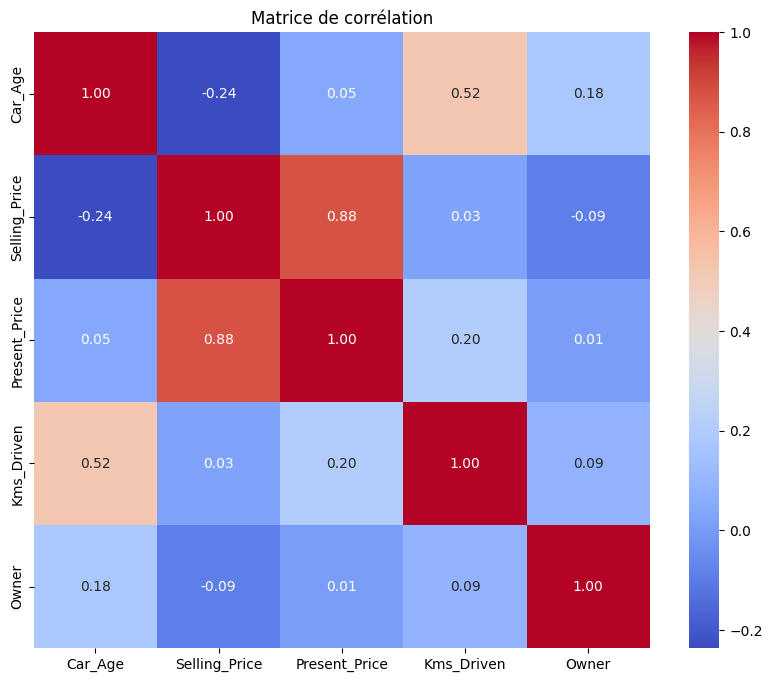 Matrice de corrélation
Car_Age 1.00 -0.24 0.05 0.52 0.18
Selling_Price -0.24 1.00 0.88 0.03 -0.09
Present_Price 0.05 0.88 1.00 0.20 0.01
Kms_Driven 0.52 0.03 0.20 1.00 0.09
Owner 0.18 -0.09 0.01 0.09 1.00
Car_Age Selling_Price Present_Price Kms_Driven Owner
1.0
0.8
0.6
0.4
0.2
0.0
−0.2